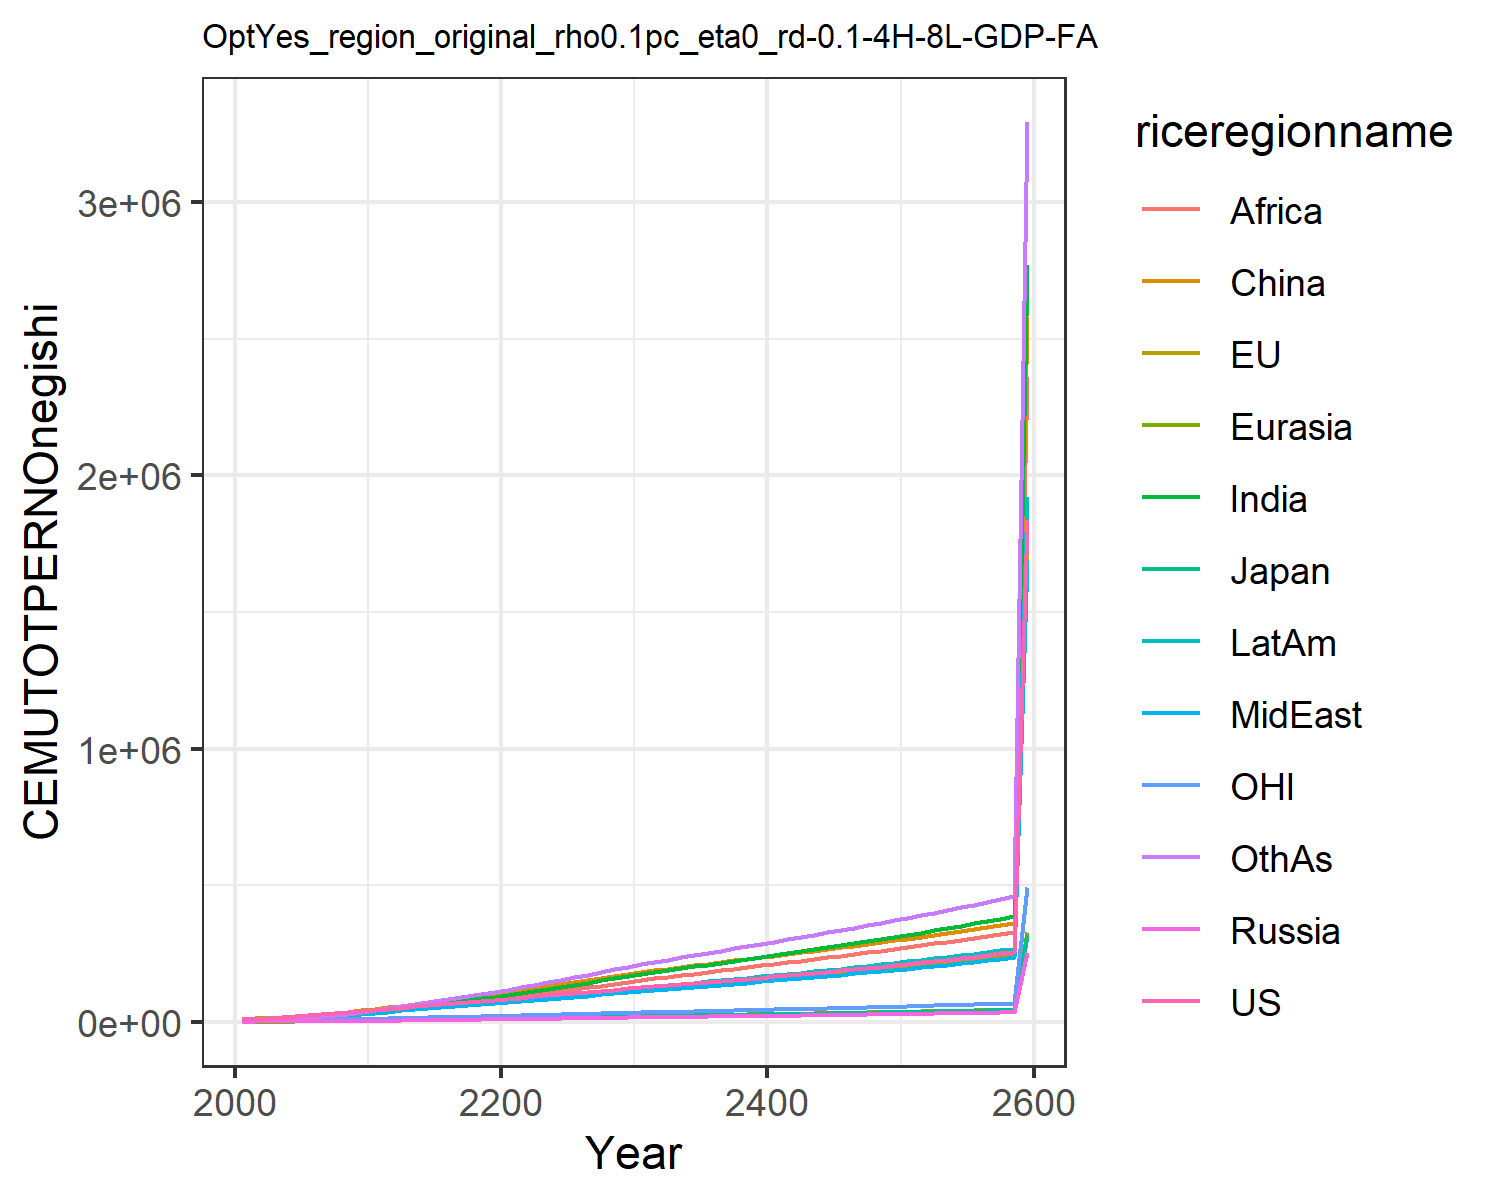 OptYes_region_original_rho0.1pc_eta0_rd-0.1-4H-8L-GDP-FA
CEMUTOTPERNOnegishi
3e+06
2e+06
1e+06
0e+00
2000
2200
2400
2600
Year
riceregionname
Africa
China
EU
Eurasia
India
Japan
LatAm
MidEast
OHI
OthAs
Russia
US